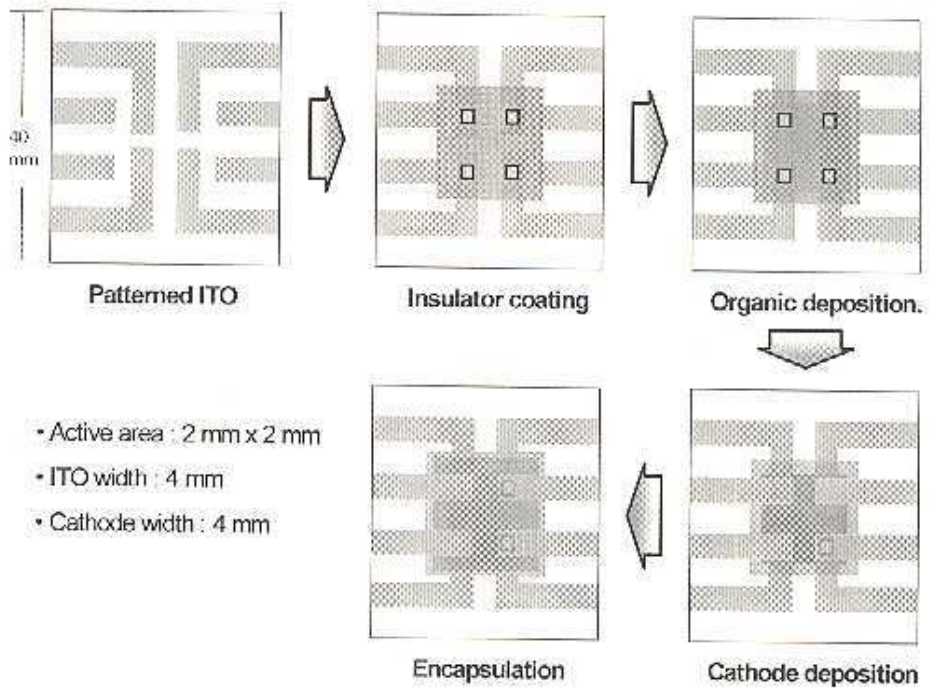 40
mm
Patterned ITO
Insulator coating
Organic deposition.
• Active area : 2 mm x 2 mm
• ITO width : 4 mm
• Cathode width : 4 mm
Encapsulation
Cathode deposition